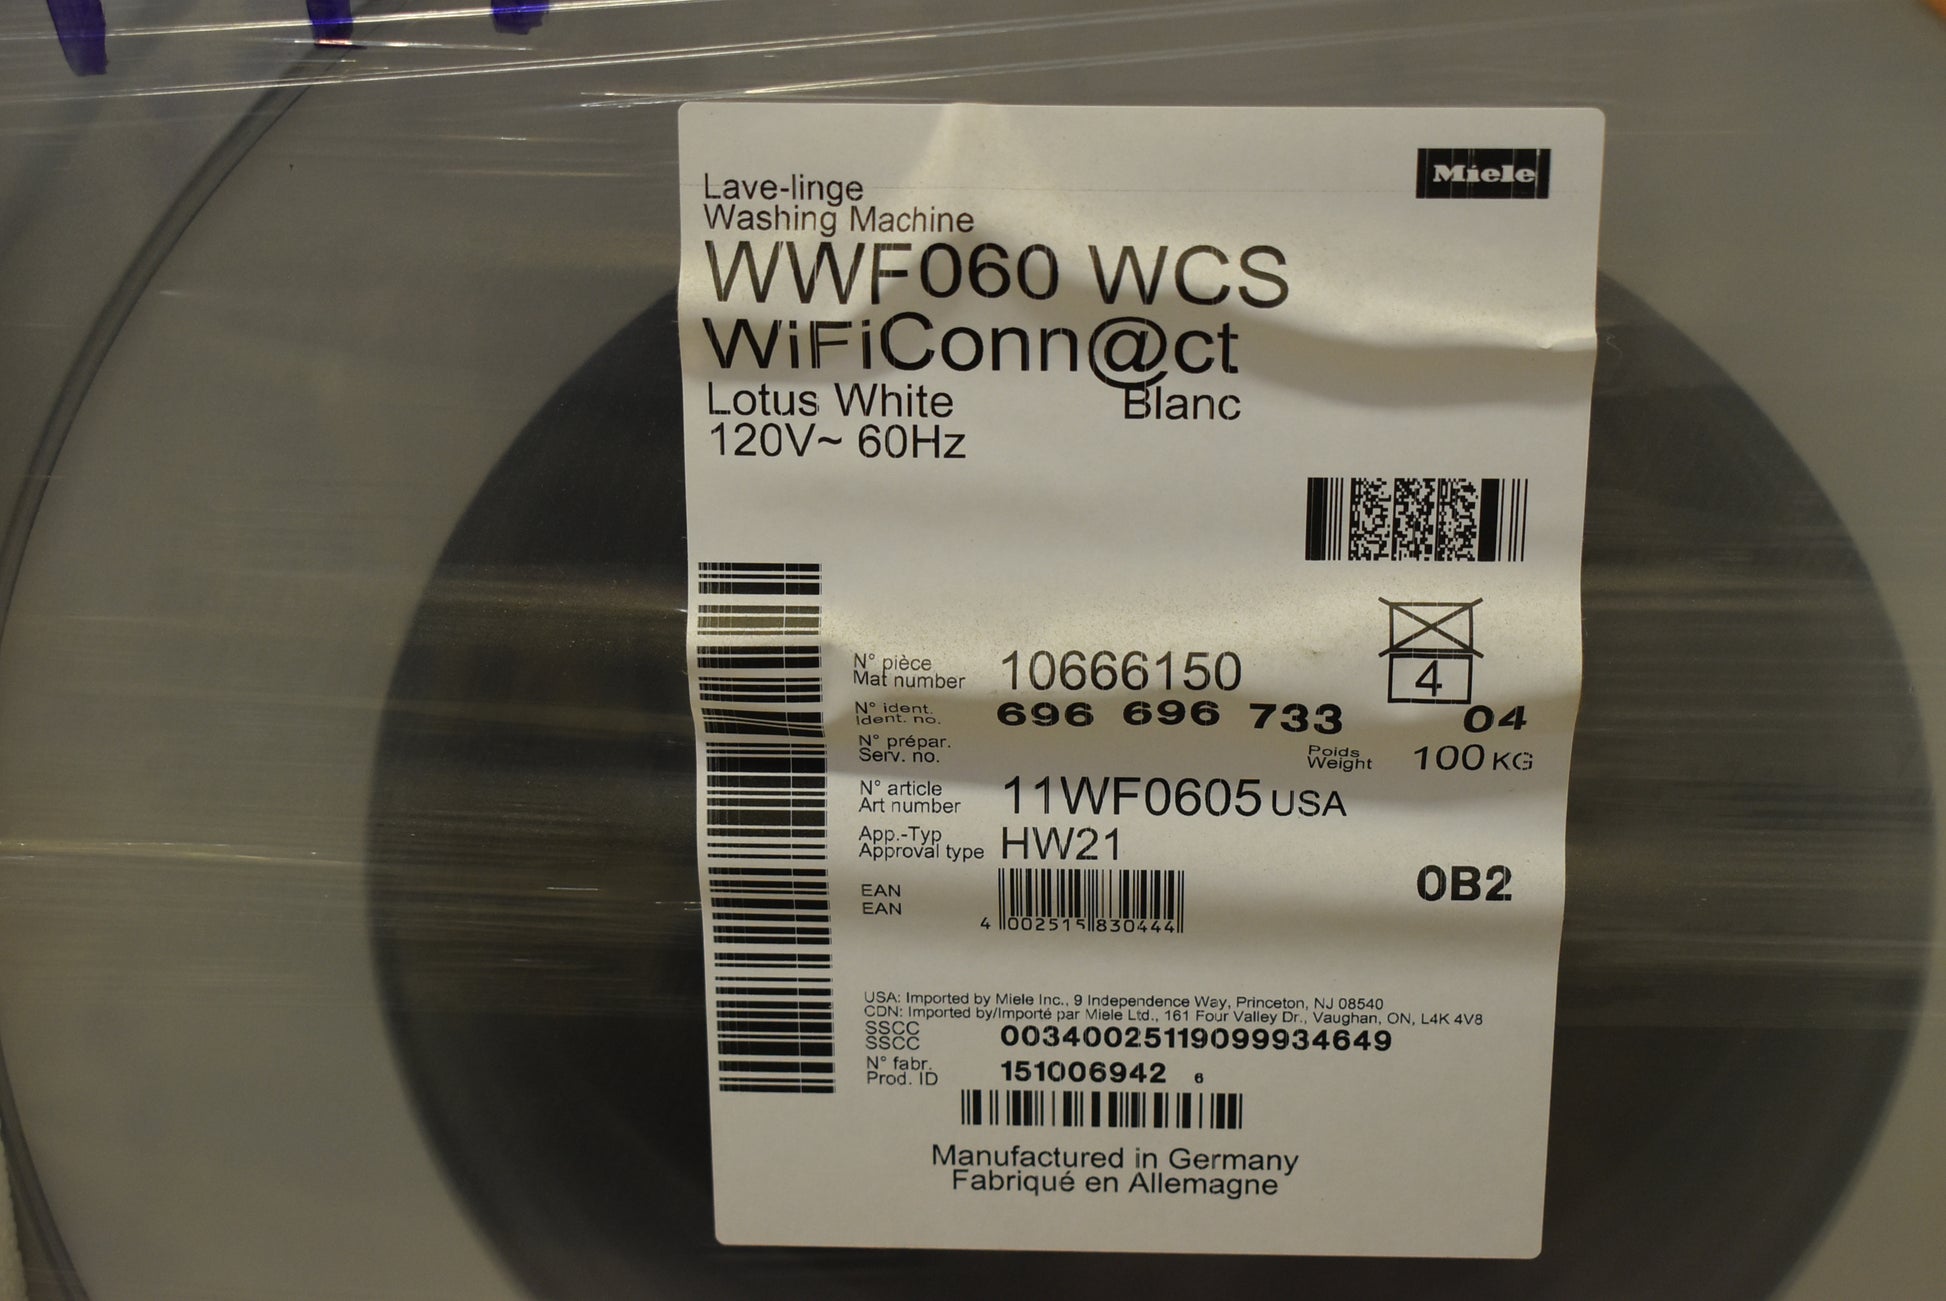 Miele
Lave-linge
Washing Machine
WWF060 WCS
WiFiConn@ct
Lotus White Blanc
120V~ 60Hz
4
N° pièce
Mat number 10666150
N° ident.
Ident. no. 696 696 733 04
N° prépar.
Serv. no.
Poids
Weight 100 KG
N° article
Art number 11WF0605 USA
App.-Typ
Approval type HW21
0B2
EAN
EAN
4 002515 830444
USA: Imported by Miele Inc., 9 Independence Way, Princeton, NJ 08540
CDN: Imported by/Importé par Miele Ltd., 161 Four Valley Dr., Vaughan, ON, L4K 4V8
SSCC
SSCC 00340025119099934649
N° fabr.
Prod. ID 151006942 6
Manufactured in Germany
Fabriqué en Allemagne